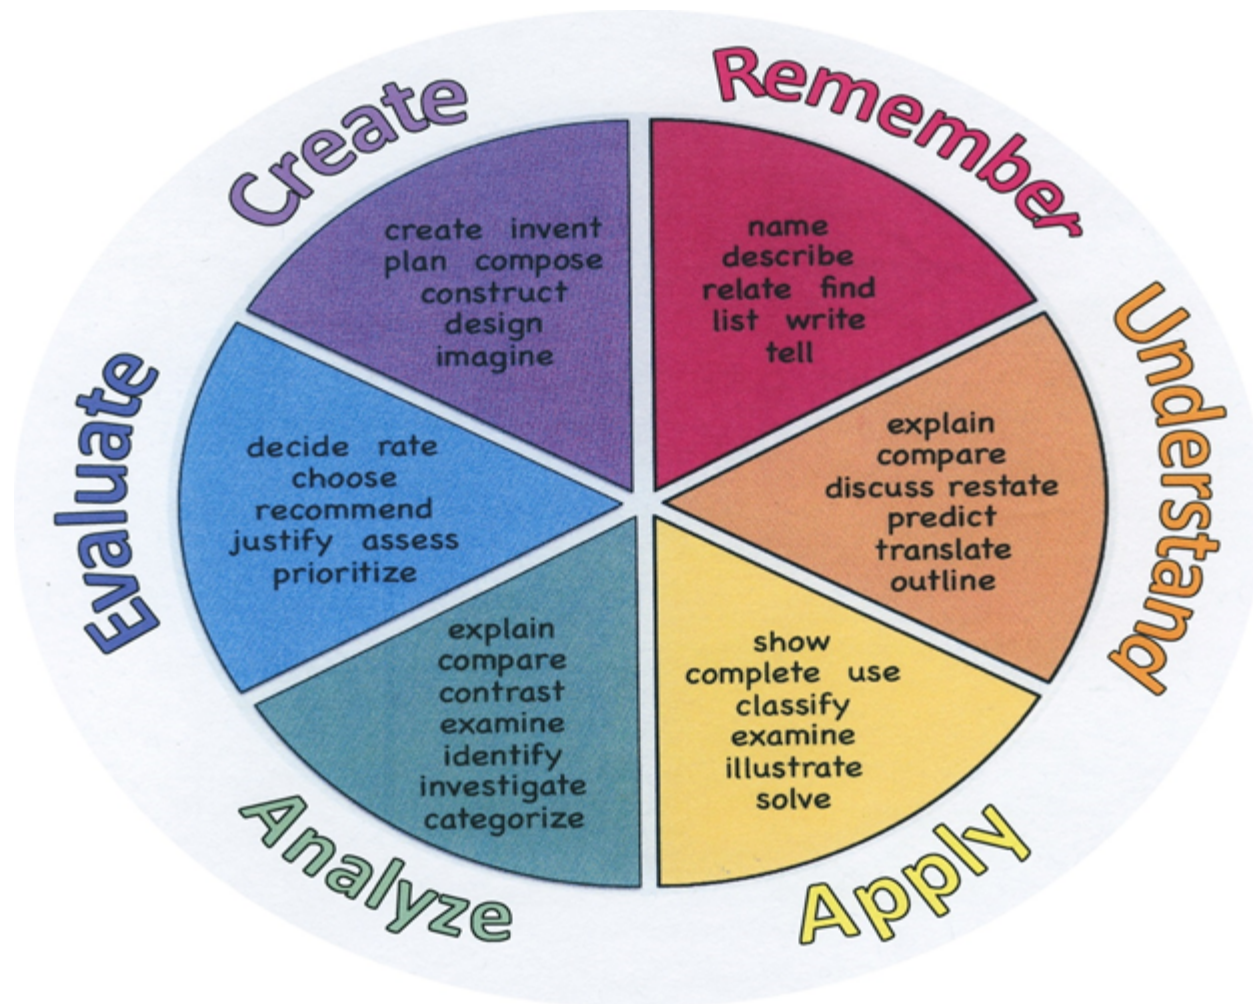 Remember
name
describe
relate find
list write
tell
Understand
explain
compare
discuss restate
predict
translate
outline
Apply
show
complete use
classify
examine
illustrate
solve
Analyze
explain
compare
contrast
examine
identify
investigate
categorize
Evaluate
decide rate
choose
recommend
justify assess
prioritize
Create
create invent
plan compose
construct
design
imagine